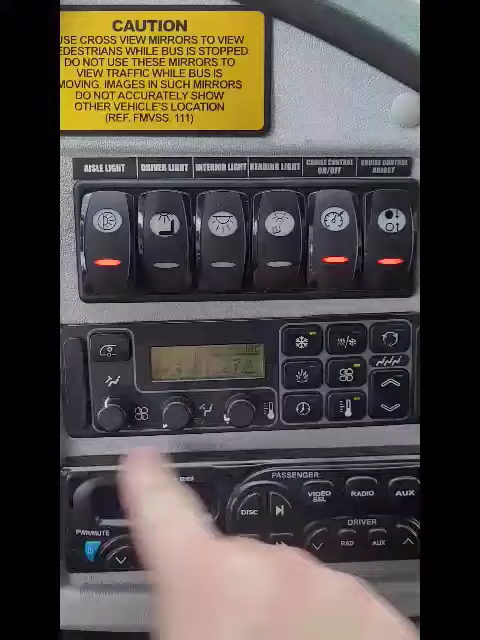 CAUTION
USE CROSS VIEW MIRRORS TO VIEW
EDESTRIANS WHILE BUS IS STOPPED.
DO NOT USE THESE MIRRORS TO
VIEW TRAFFIC WHILE BUS IS
MOVING. IMAGES IN SUCH MIRRORS
DO NOT ACCURATELY SHOW
OTHER VEHICLE'S LOCATION
(REF. FMVSS. 111)
AISLE LIGHT
DRIVER LIGHT
INTERIOR LIGHT
READING LIGHT
CRUISE CONTROL
ON/OFF
CRUISE CONTROL
ADJUST
PASSENGER
DISC
VIDEO
SEL
RADIO
AUX
PWR/MUTE
DRIVER
RAD
AUX